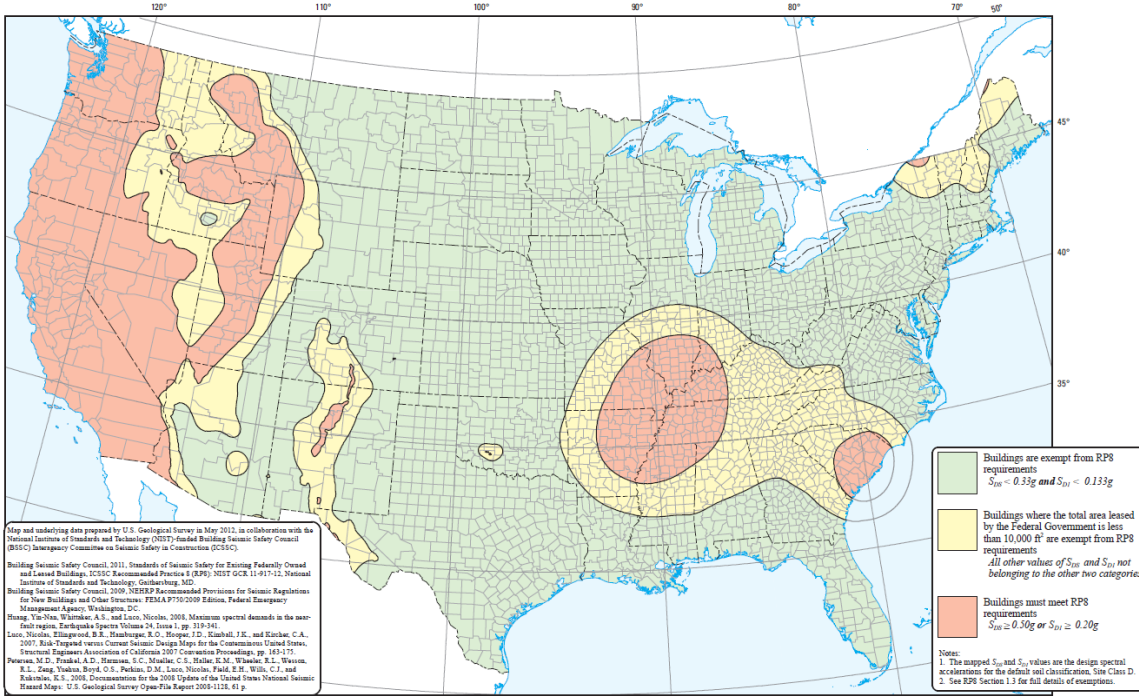 120°
110°
100°
90°
80°
70°
50°
45°
40°
35°
Buildings are exempt from RP8
requirements
S_DS < 0.33g and S_D1 < 0.133g
Buildings where the total area leased
by the Federal Government is less
than 10,000 ft² are exempt from RP8
requirements
All other values of S_DS and S_D1 not
belonging to the other two categories
Buildings must meet RP8
requirements
S_DS ≥ 0.50g or S_D1 ≥ 0.20g
Notes:
1. The mapped S_DS and S_D1 values are the design spectral
accelerations for the default soil classification, Site Class D.
2. See RP8 Section 1.3 for full details of exemptions.
Map and underlying data prepared by U.S. Geological Survey in May 2012, in collaboration with the
National Institute of Standards and Technology (NIST)-funded Building Seismic Safety Council
(BSSC) Interagency Committee on Seismic Safety in Construction (ICSSC).
Building Seismic Safety Council, 2011, Standards of Seismic Safety for Existing Federally Owned
and Leased Buildings, ICSSC Recommended Practice 8 (RP8): NIST GCR 11-917-12, National
Institute of Standards and Technology, Gaithersburg, MD.
Building Seismic Safety Council, 2009, NEHRP Recommended Provisions for Seismic Regulations
for New Buildings and Other Structures: FEMA P750/2009 Edition, Federal Emergency
Management Agency, Washington, DC.
Huang, Yin-Nan, Whittaker, A.S., and Luco, Nicolas, 2008, Maximum spectral demands in the near-
fault region, Earthquake Spectra Volume 24, Issue 1, pp. 319-341.
Luco, Nicolas, Ellingwood, B.R., Hamburger, R.O., Hooper, J.D., Kimball, J.K., and Kircher, C.A.,
2007, Risk-Targeted versus Current Seismic Design Maps for the Conterminous United States,
Structural Engineers Association of California 2007 Convention Proceedings, pp. 163-175.
Petersen, M.D., Frankel, A.D., Harmsen, S.C., Mueller, C.S., Haller, K.M., Wheeler, R.L., Wesson,
R.L., Zeng, Yuehua, Boyd, O.S., Perkins, D.M., Luco, Nicolas, Field, E.H., Wills, C.J., and
Rukstales, K.S., 2008, Documentation for the 2008 Update of the United States National Seismic
Hazard Maps: U.S. Geological Survey Open-File Report 2008-1128, 61 p.